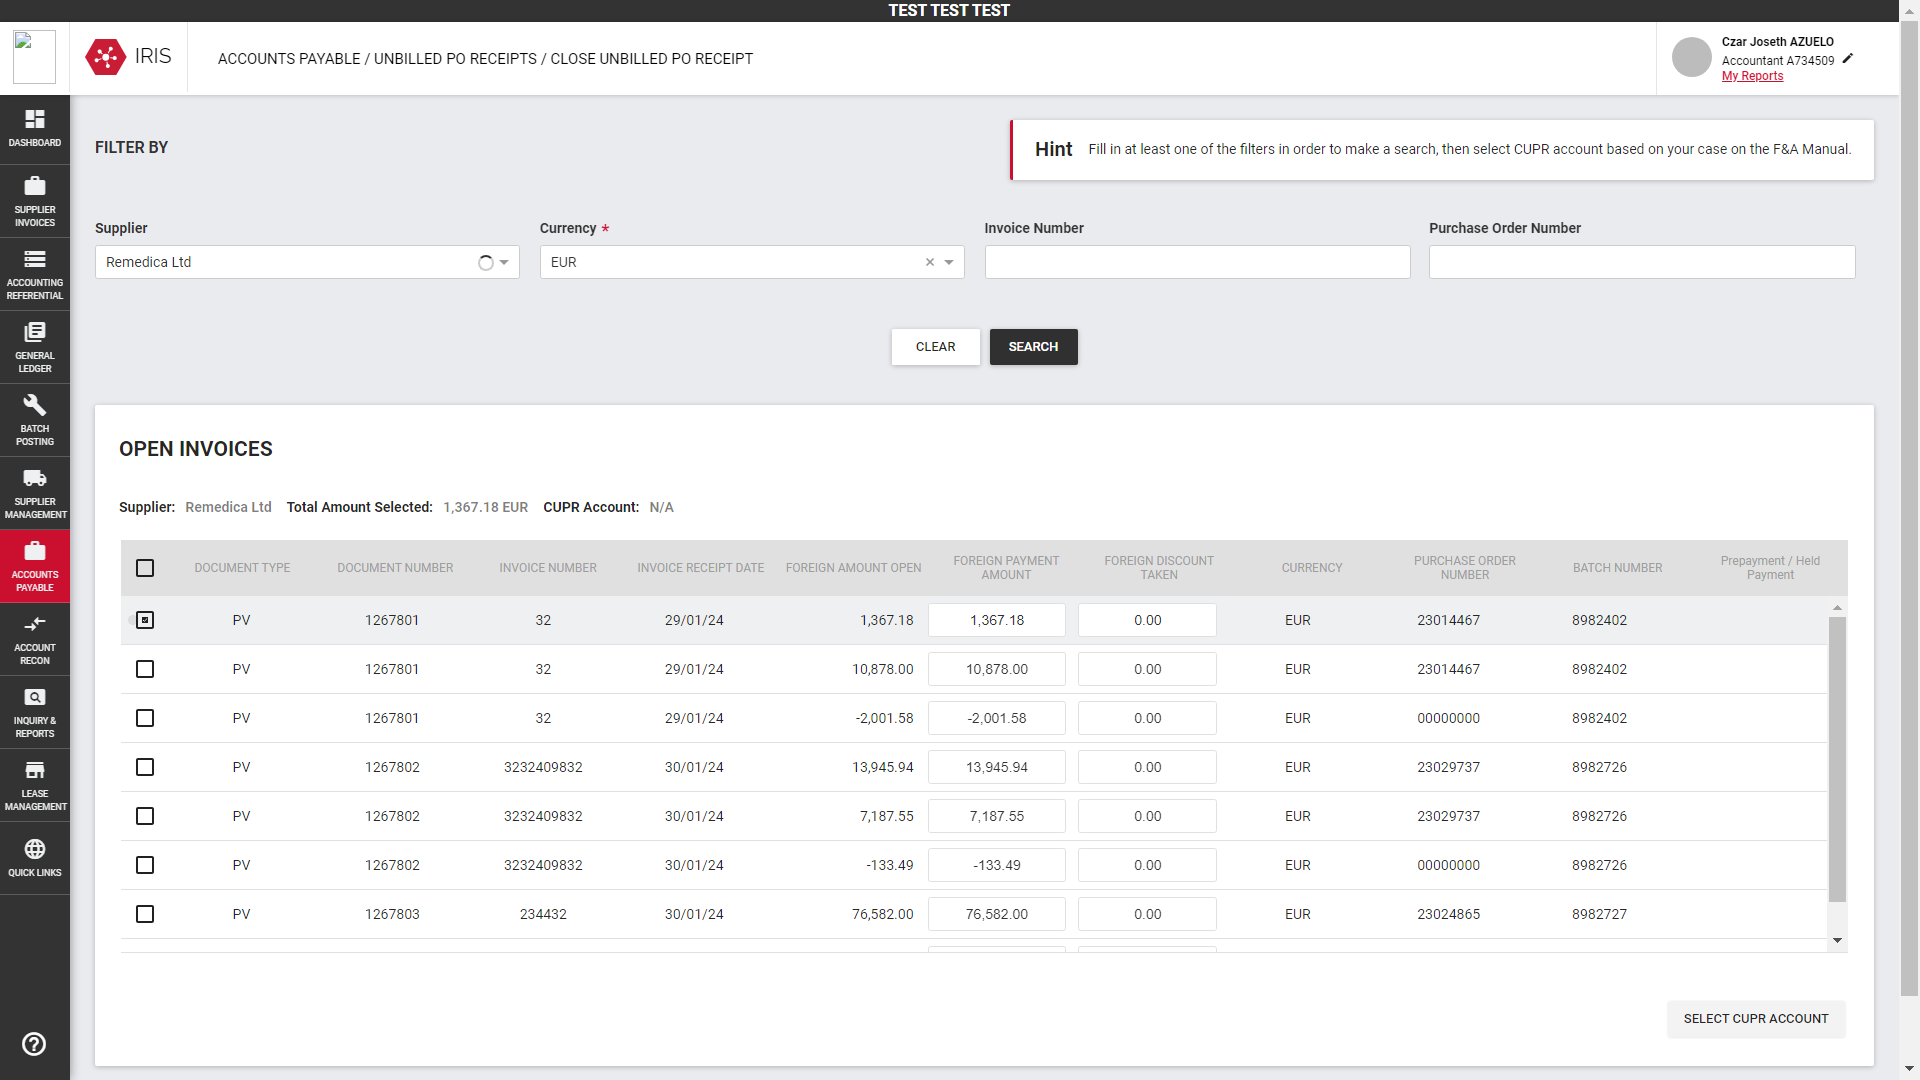 TEST TEST TEST
IRIS
ACCOUNTS PAYABLE / UNBILLED PO RECEIPTS / CLOSE UNBILLED PO RECEIPT
Czar Joseth AZUELO
Accountant A734509
My Reports
DASHBOARD
SUPPLIER
INVOICES
ACCOUNTING
REFERENTIAL
GENERAL
LEDGER
BATCH
POSTING
SUPPLIER
MANAGEMENT
ACCOUNTS
PAYABLE
ACCOUNT
RECON
INQUIRY &
REPORTS
LEASE
MANAGEMENT
QUICK LINKS
FILTER BY
Hint Fill in at least one of the filters in order to make a search, then select CUPR account based on your case on the F&A Manual.
Supplier Currency * Invoice Number Purchase Order Number
Remedica Ltd EUR
CLEAR SEARCH
OPEN INVOICES
Supplier: Remedica Ltd Total Amount Selected: 1,367.18 EUR CUPR Account: N/A
DOCUMENT TYPE DOCUMENT NUMBER INVOICE NUMBER INVOICE RECEIPT DATE FOREIGN AMOUNT OPEN FOREIGN PAYMENT AMOUNT FOREIGN DISCOUNT TAKEN CURRENCY PURCHASE ORDER NUMBER BATCH NUMBER Prepayment / Held Payment
PV 1267801 32 29/01/24 1,367.18 1,367.18 0.00 EUR 23014467 8982402
PV 1267801 32 29/01/24 10,878.00 10,878.00 0.00 EUR 23014467 8982402
PV 1267801 32 29/01/24 -2,001.58 -2,001.58 0.00 EUR 00000000 8982402
PV 1267802 3232409832 30/01/24 13,945.94 13,945.94 0.00 EUR 23029737 8982726
PV 1267802 3232409832 30/01/24 7,187.55 7,187.55 0.00 EUR 23029737 8982726
PV 1267802 3232409832 30/01/24 -133.49 -133.49 0.00 EUR 00000000 8982726
PV 1267803 234432 30/01/24 76,582.00 76,582.00 0.00 EUR 23024865 8982727
SELECT CUPR ACCOUNT